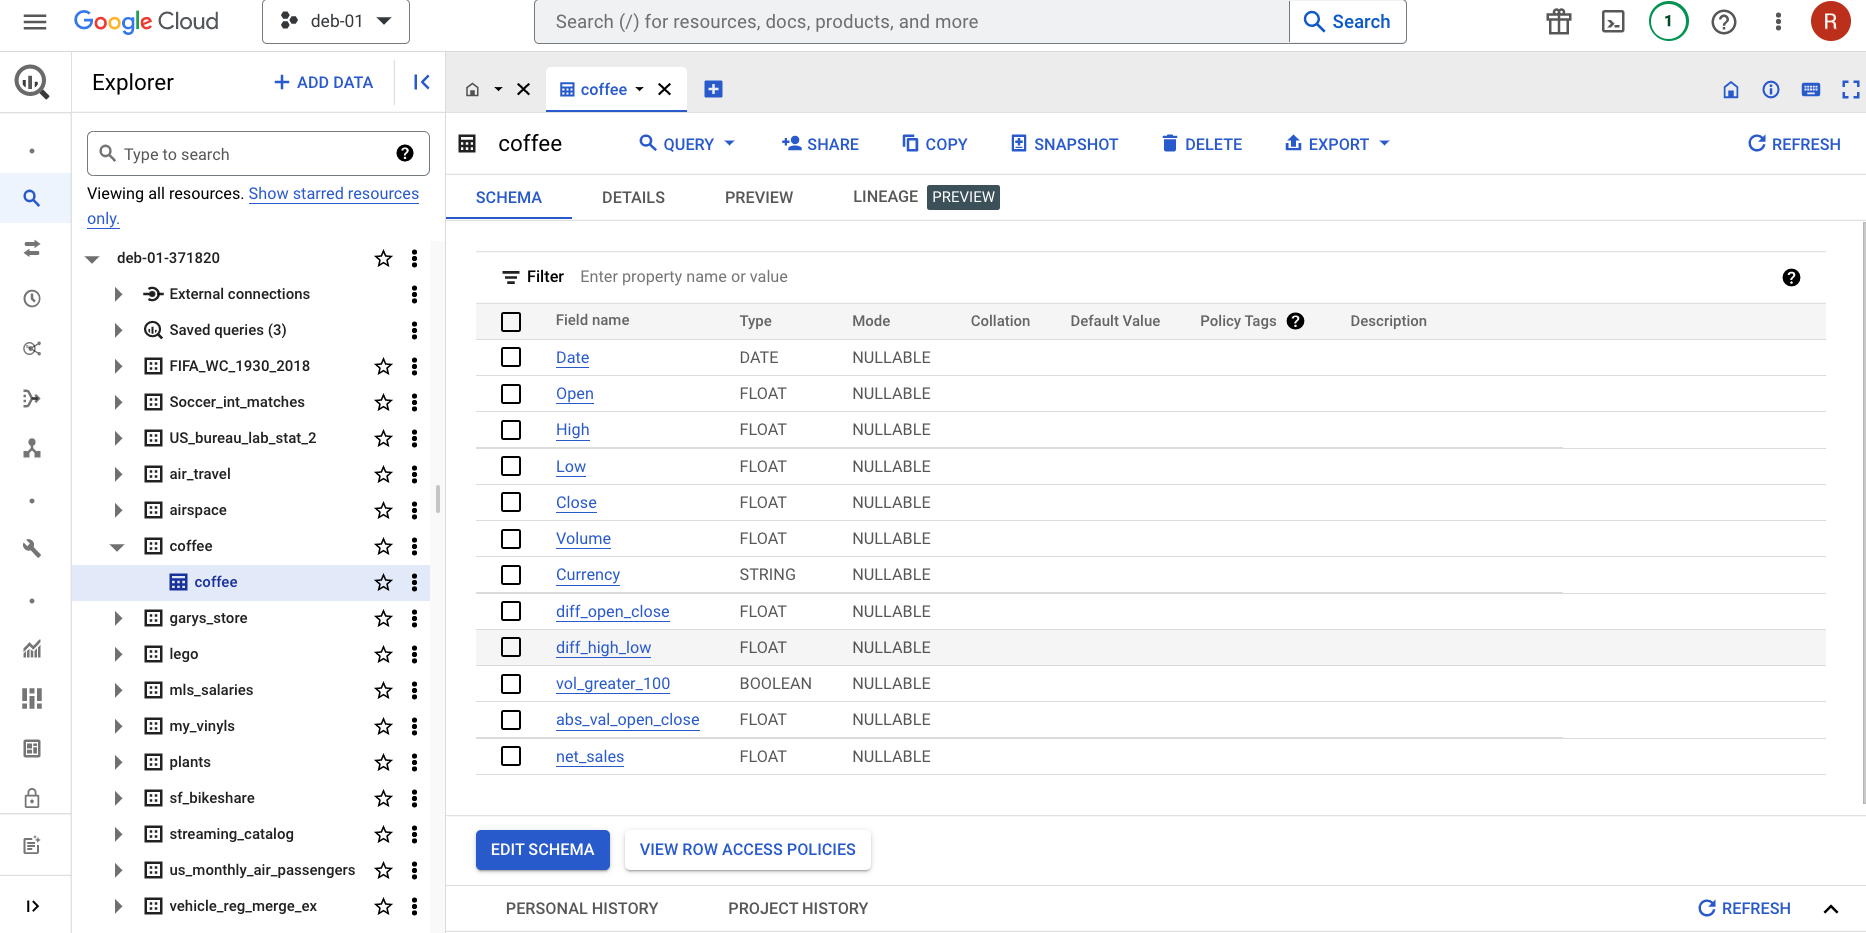 Google Cloud
deb-01
Search (/) for resources, docs, products, and more
Search
1
R
Explorer
ADD DATA
coffee
Type to search
Viewing all resources. Show starred resources
only.
deb-01-371820
External connections
Saved queries (3)
FIFA_WC_1930_2018
Soccer_int_matches
US_bureau_lab_stat_2
air_travel
airspace
coffee
coffee
garys_store
lego
mls_salaries
my_vinyls
plants
sf_bikeshare
streaming_catalog
us_monthly_air_passengers
vehicle_reg_merge_ex
coffee
QUERY
SHARE
COPY
SNAPSHOT
DELETE
EXPORT
REFRESH
SCHEMA DETAILS PREVIEW LINEAGE PREVIEW
Filter Enter property name or value
Field name Type Mode Collation Default Value Policy Tags Description
Date DATE NULLABLE
Open FLOAT NULLABLE
High FLOAT NULLABLE
Low FLOAT NULLABLE
Close FLOAT NULLABLE
Volume FLOAT NULLABLE
Currency STRING NULLABLE
diff_open_close FLOAT NULLABLE
diff_high_low FLOAT NULLABLE
vol_greater_100 BOOLEAN NULLABLE
abs_val_open_close FLOAT NULLABLE
net_sales FLOAT NULLABLE
EDIT SCHEMA VIEW ROW ACCESS POLICIES
PERSONAL HISTORY PROJECT HISTORY REFRESH